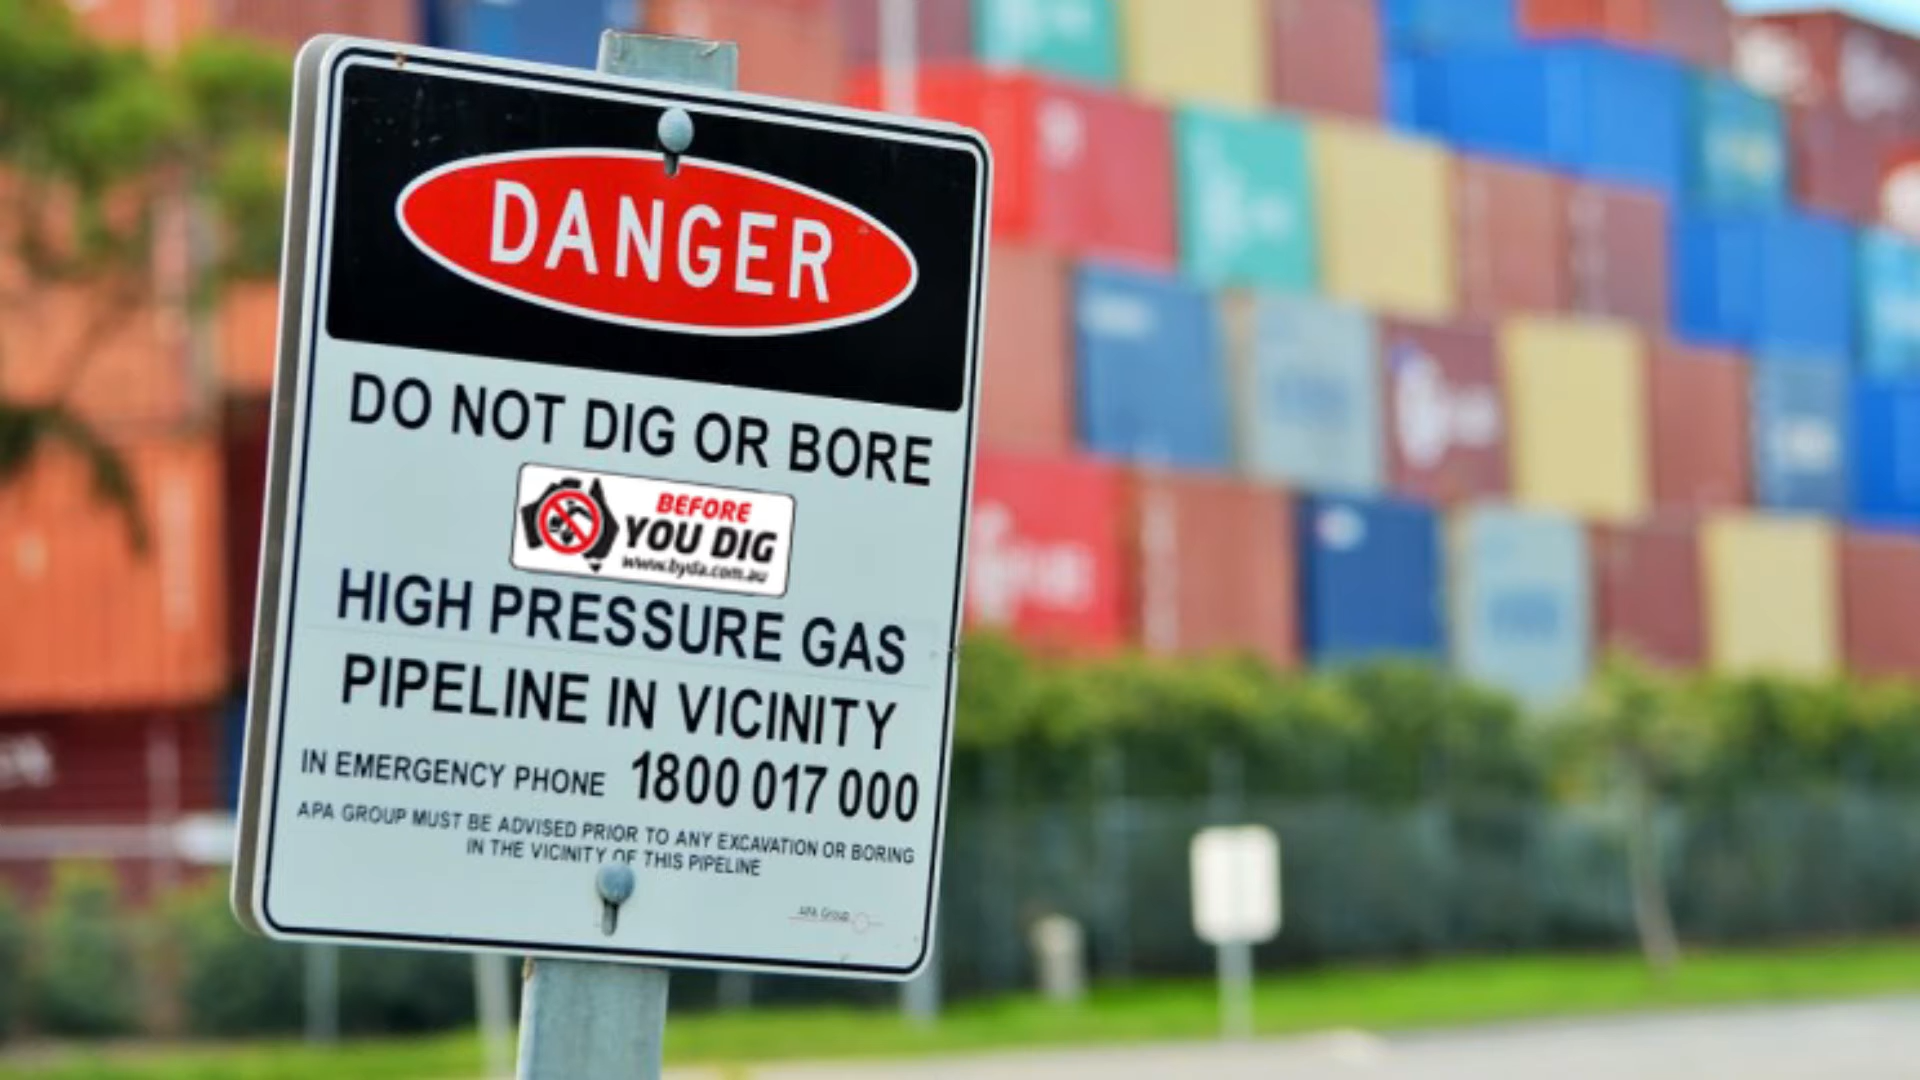 DANGER
DO NOT DIG OR BORE
BEFORE
YOU DIG
www.byda.com.au
HIGH PRESSURE GAS
PIPELINE IN VICINITY
IN EMERGENCY PHONE 1800 017 000
APA GROUP MUST BE ADVISED PRIOR TO ANY EXCAVATION OR BORING
IN THE VICINITY OF THIS PIPELINE
APA Group